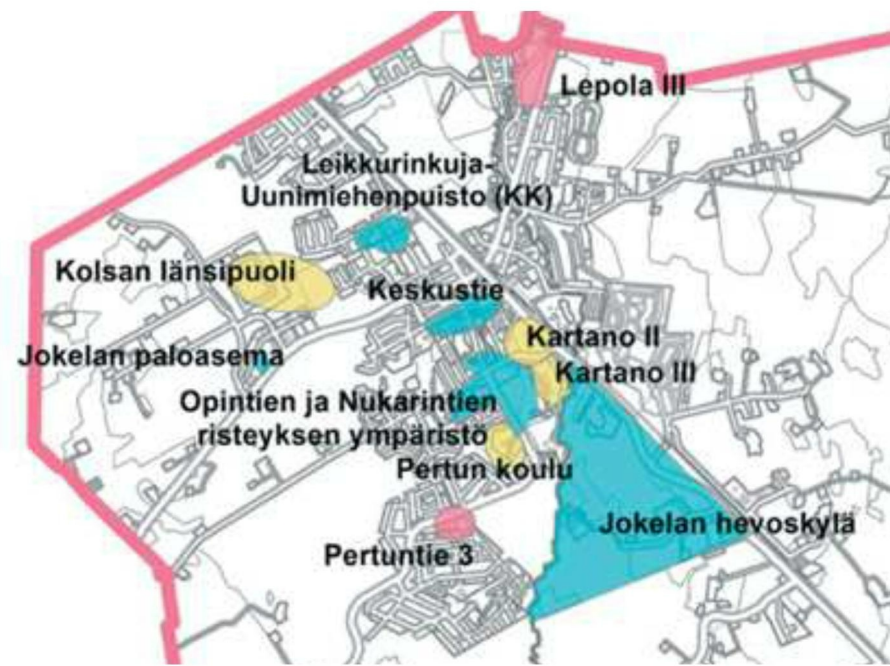 Lepola III
Leikkurinkuja-
Uunimiehenpuisto (KK)
Kolsan länsipuoli
Keskustie
Kartano II
Jokelan paloasema
Kartano III
Opintien ja Nukarintien
risteyksen ympäristö
Pertun koulu
Jokelan hevoskylä
Pertuntie 3